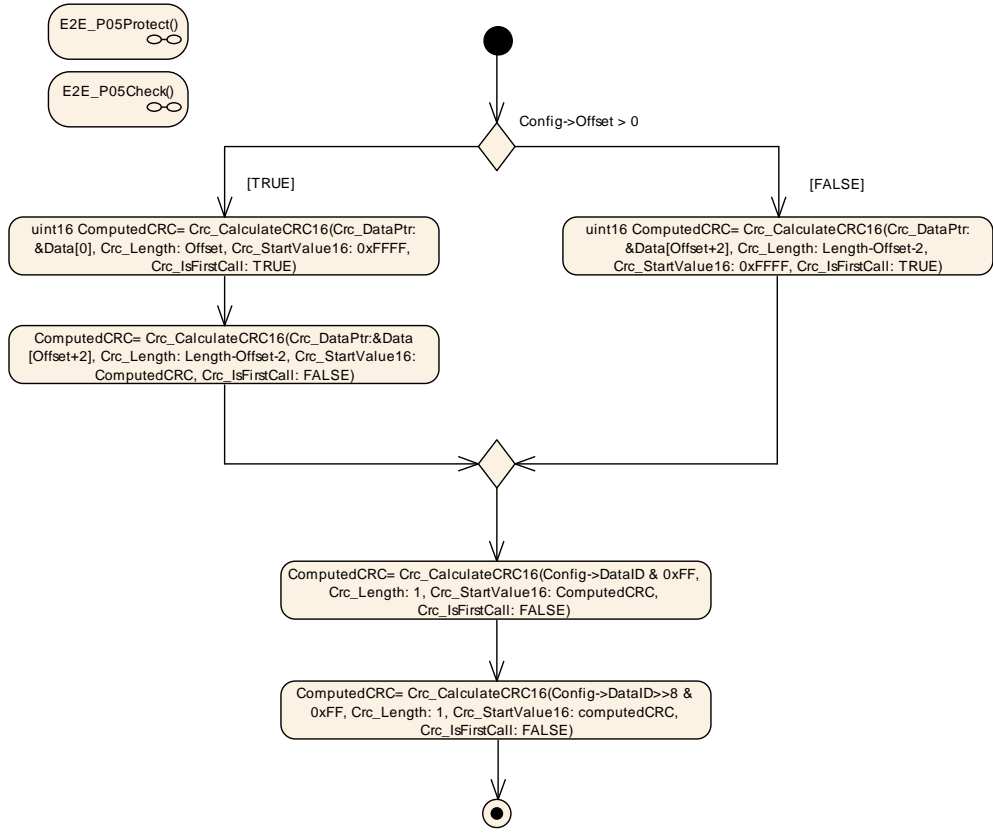 E2E_P05Protect()
E2E_P05Check()
Config->Offset > 0
[TRUE]
[FALSE]
uint16 ComputedCRC= Crc_CalculateCRC16(Crc_DataPtr:
&Data[0], Crc_Length: Offset, Crc_StartValue16: 0xFFFF,
Crc_IsFirstCall: TRUE)
uint16 ComputedCRC= Crc_CalculateCRC16(Crc_DataPtr:
&Data[Offset+2], Crc_Length: Length-Offset-2,
Crc_StartValue16: 0xFFFF, Crc_IsFirstCall: TRUE)
ComputedCRC= Crc_CalculateCRC16(Crc_DataPtr:&Data
[Offset+2], Crc_Length: Length-Offset-2, Crc_StartValue16:
ComputedCRC, Crc_IsFirstCall: FALSE)
ComputedCRC= Crc_CalculateCRC16(Config->DataID & 0xFF,
Crc_Length: 1, Crc_StartValue16: ComputedCRC,
Crc_IsFirstCall: FALSE)
ComputedCRC= Crc_CalculateCRC16(Config->DataID>>8 &
0xFF, Crc_Length: 1, Crc_StartValue16: computedCRC,
Crc_IsFirstCall: FALSE)